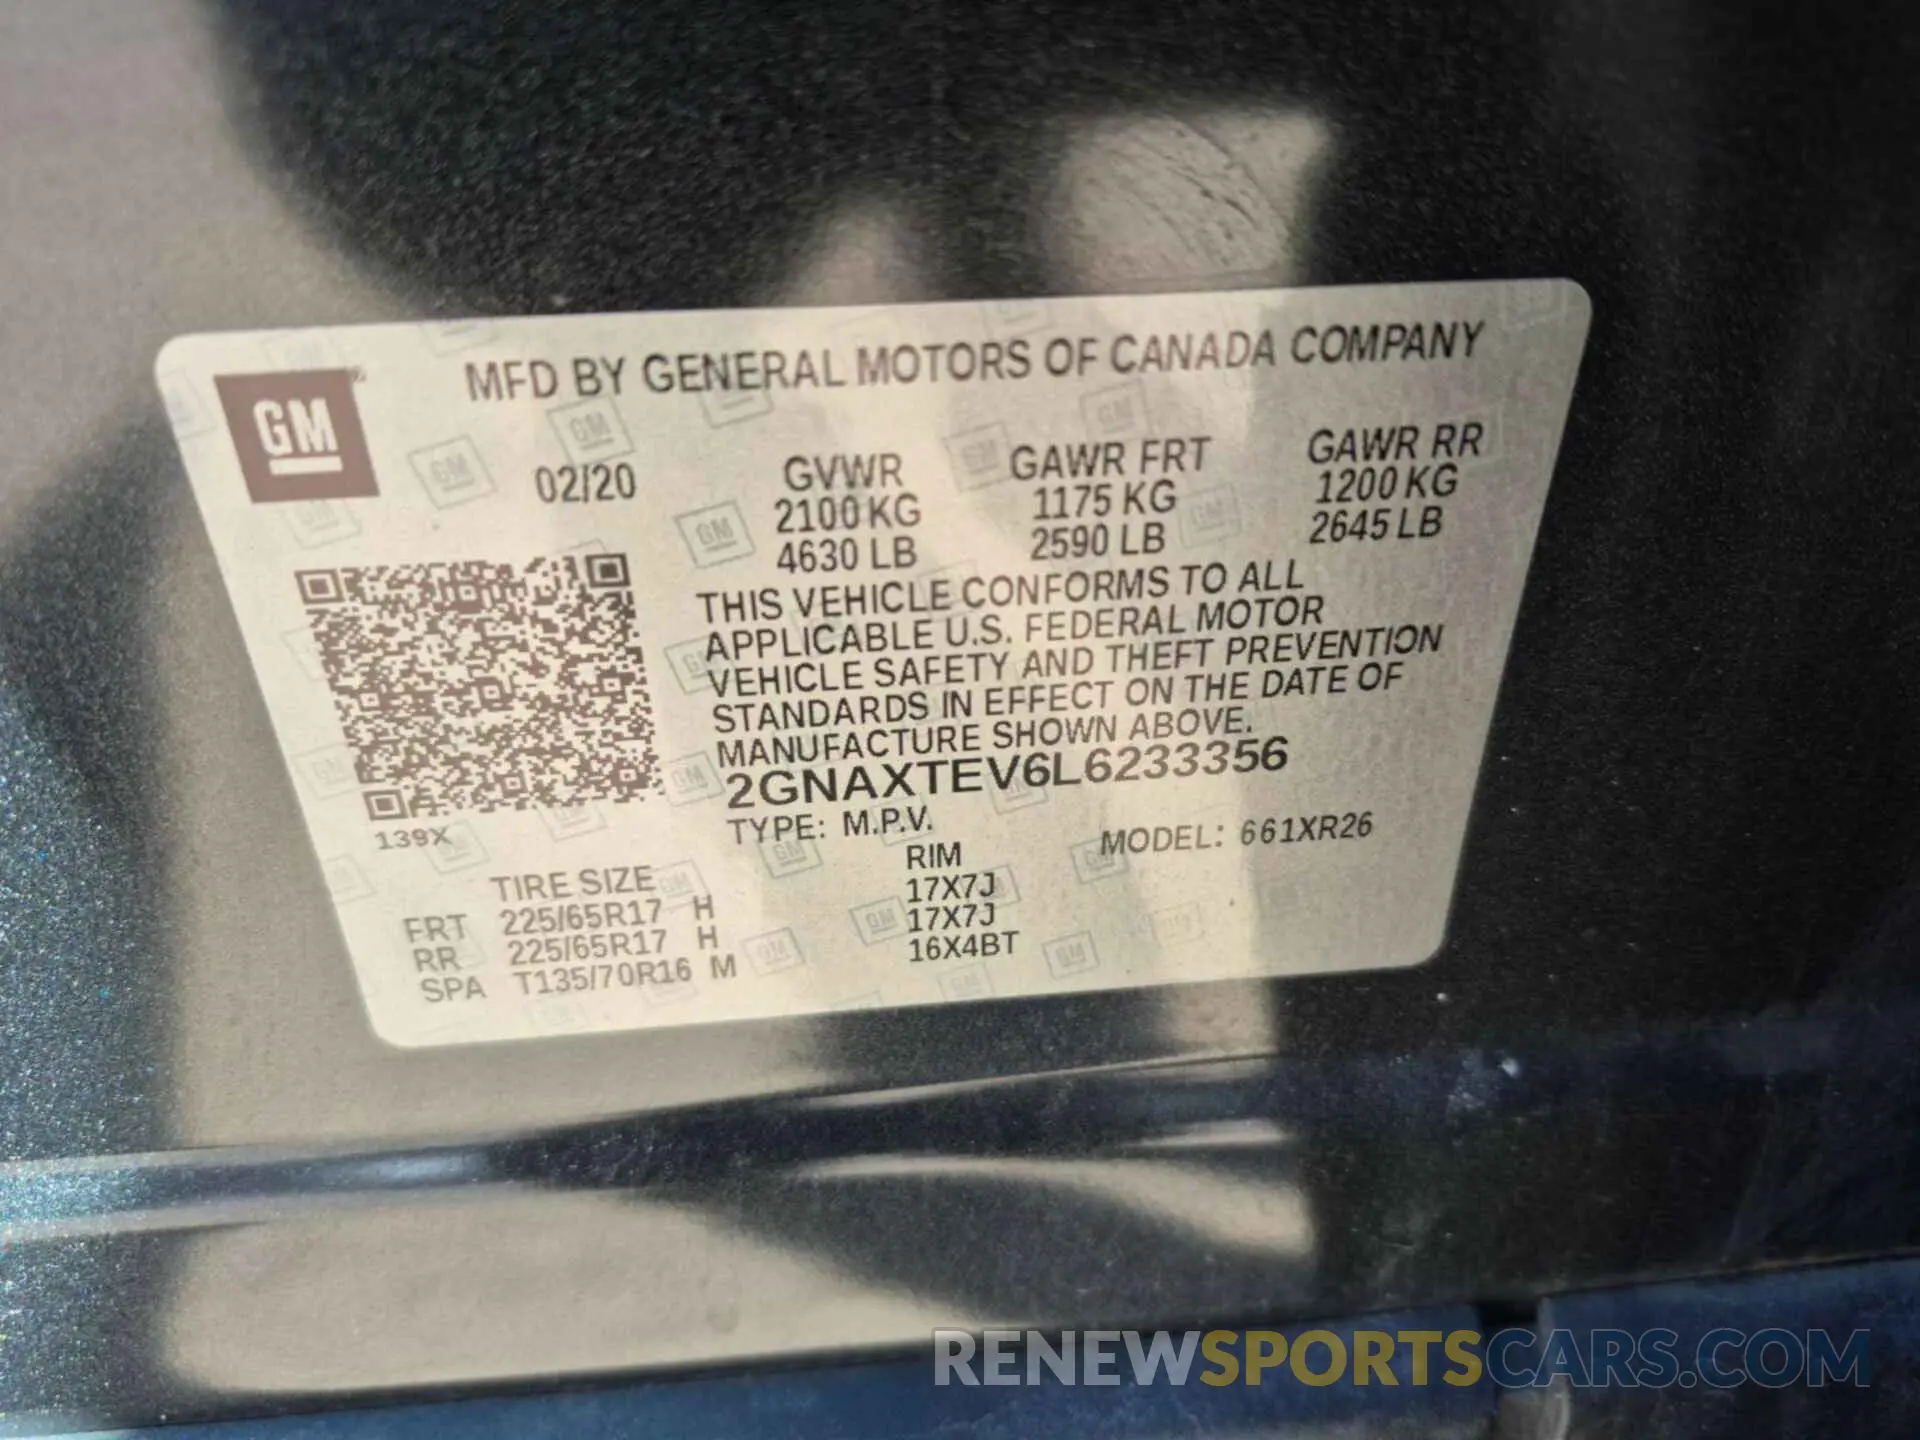 MFD BY GENERAL MOTORS OF CANADA COMPANY
GM
02/20
GVWR GAWR FRT GAWR RR
2100 KG 1175 KG 1200 KG
4630 LB 2590 LB 2645 LB
THIS VEHICLE CONFORMS TO ALL
APPLICABLE U.S. FEDERAL MOTOR
VEHICLE SAFETY AND THEFT PREVENTION
STANDARDS IN EFFECT ON THE DATE OF
MANUFACTURE SHOWN ABOVE.
2GNAXTEV6L6233356
139X
TYPE: M.P.V. MODEL: 661XR26
TIRE SIZE RIM
FRT 225/65R17 H 17X7J
RR 225/65R17 H 17X7J
SPA T135/70R16 M 16X4BT
RENEWSPORTSCARS.COM